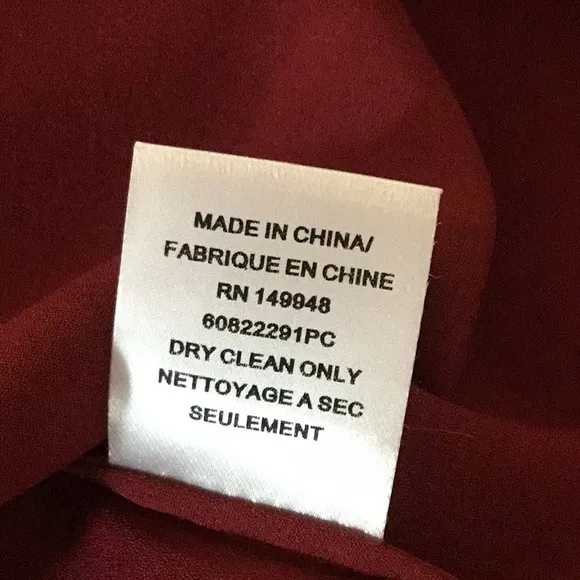 MADE IN CHINA/
FABRIQUE EN CHINE
RN 149948
60822291PC
DRY CLEAN ONLY
NETTOYAGE A SEC
SEULEMENT